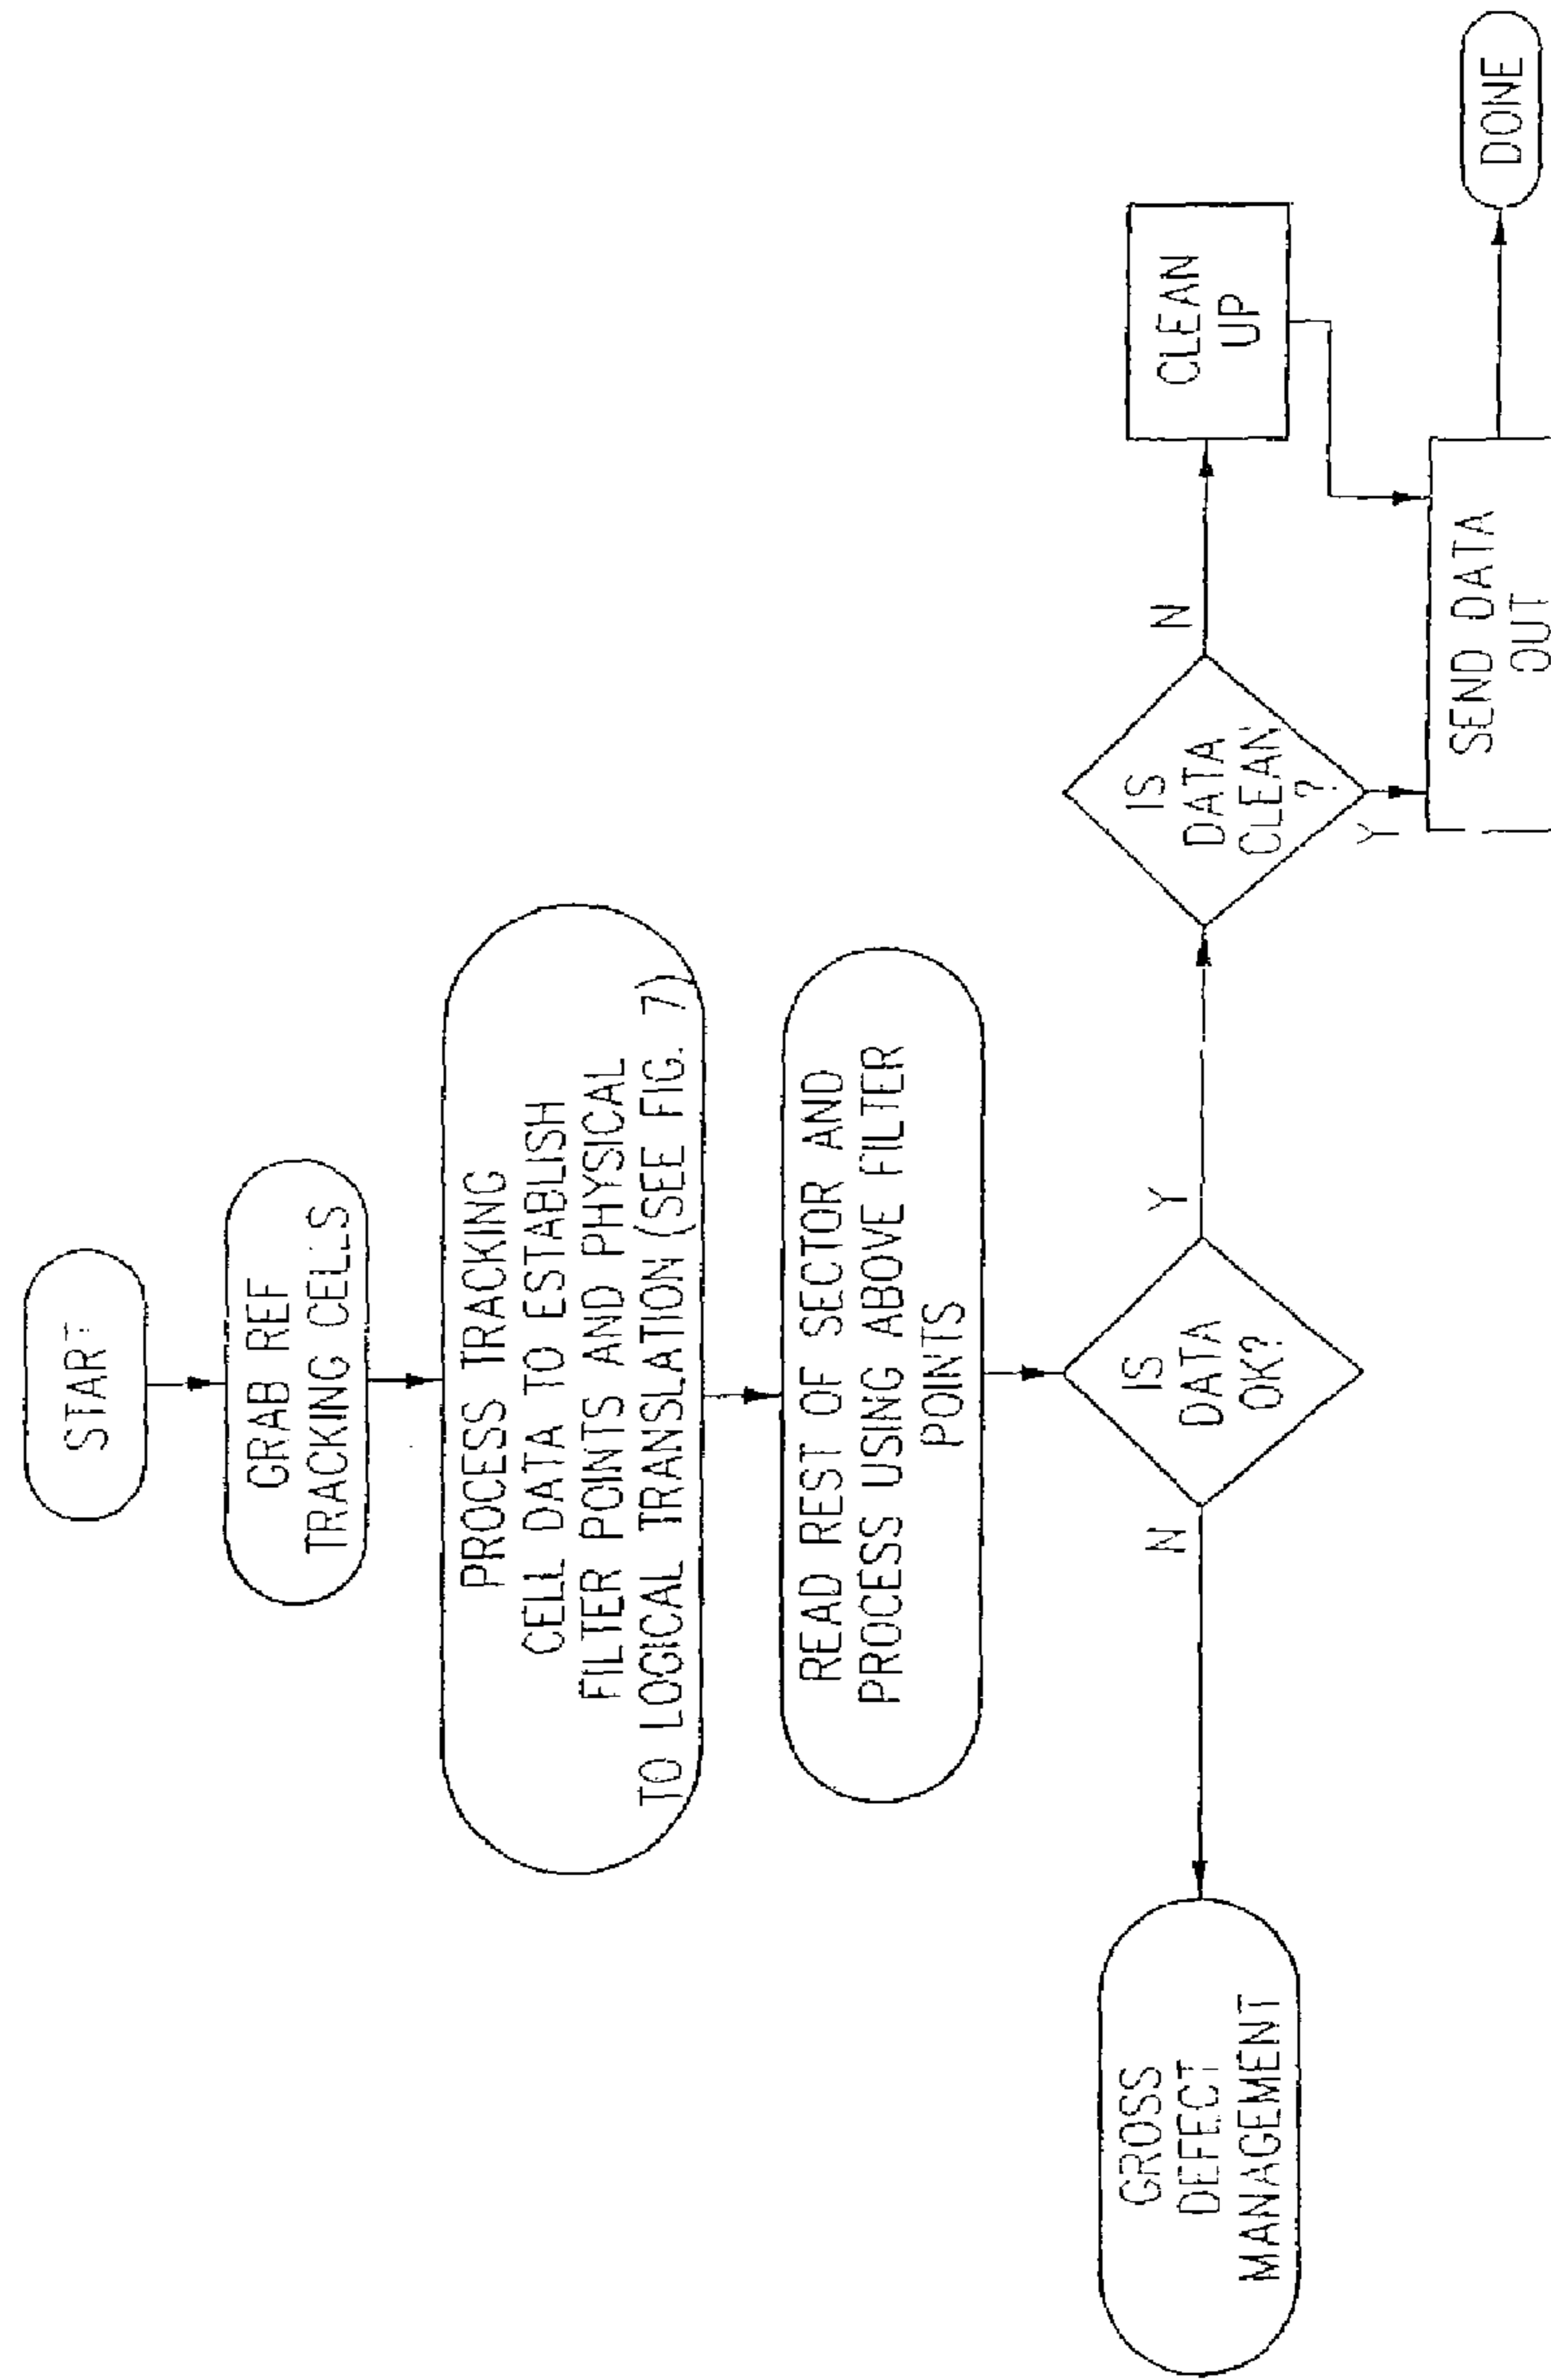 START
GRAB REF
TRACKING CELLS
PROCESS TRACKING
CELL DATA TO ESTABLISH
FILTER POINTS AND PHYSICAL
TO LOGICAL TRANSLATION (SEE FIG. 7)
READ REST OF SECTOR AND
PROCESS USING ABOVE FILTER
POINTS
IS
DATA
OK?
N
Y
GROSS
DEFECT
MANAGEMENT
IS
DATA
CLEAN
?
N
Y
CLEAN
UP
SEND DATA
OUT
DONE